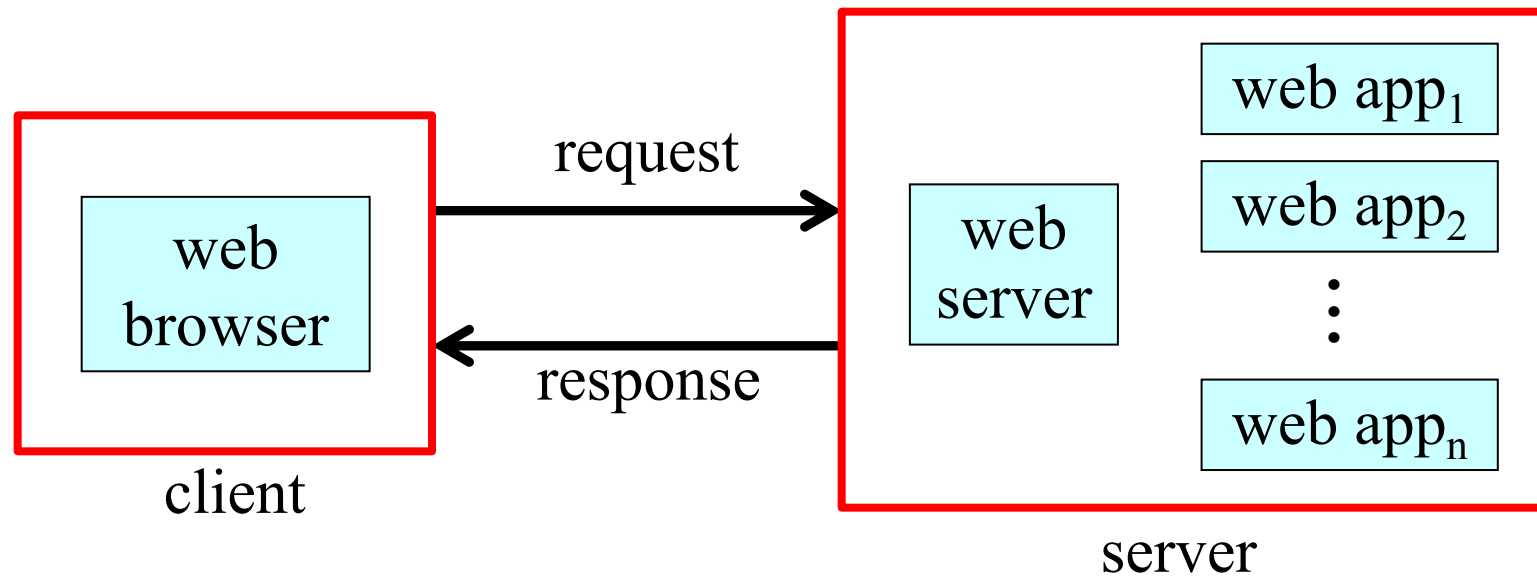 web
browser
client
request
response
web
server
web app₁
web app₂
⋮
web appₙ
server